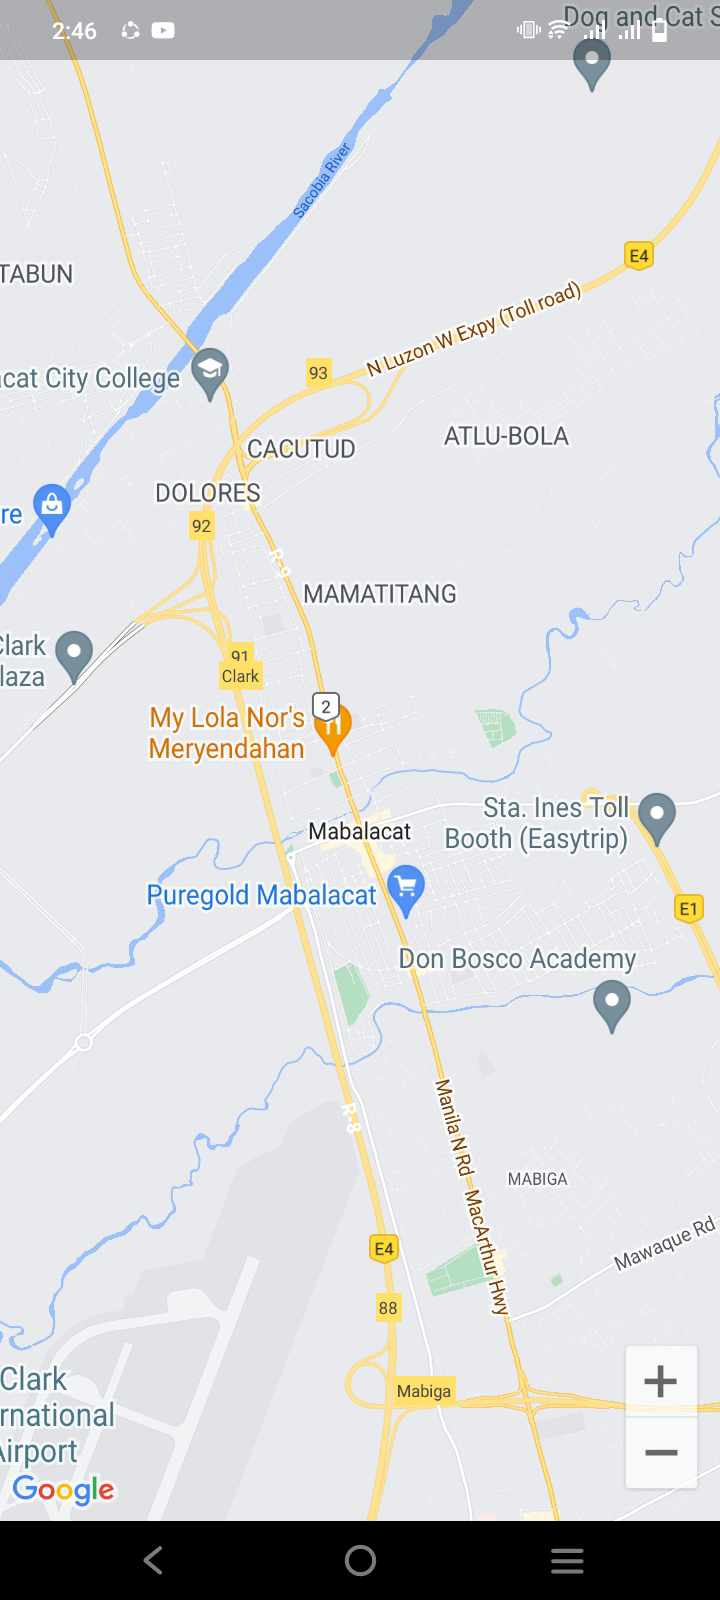 2:46
Dog and Cat S
Sacobia River
TABUN
E4
N Luzon W Expy (Toll road)
93
acat City College
CACUTUD
ATLU-BOLA
DOLORES
re
92
R-9
MAMATITANG
Clark
laza
91
Clark
2
My Lola Nor's
Meryendahan
Sta. Ines Toll
Booth (Easytrip)
Mabalacat
Puregold Mabalacat
E1
Don Bosco Academy
R-8
Manila N Rd
MABIGA
MacArthur Hwy
Mawaque Rd
E4
88
Clark
rnational
Airport
Mabiga
+
−
Google